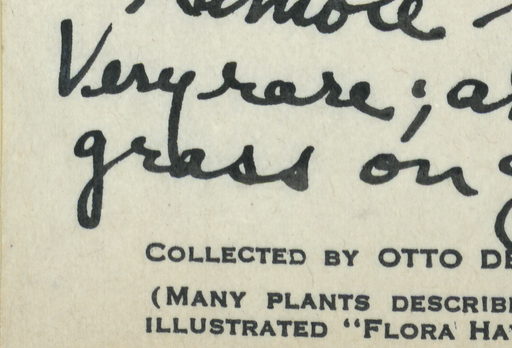 Very rare; a
grass on
COLLECTED BY OTTO DE
(MANY PLANTS DESCRIB
ILLUSTRATED "FLORA HA